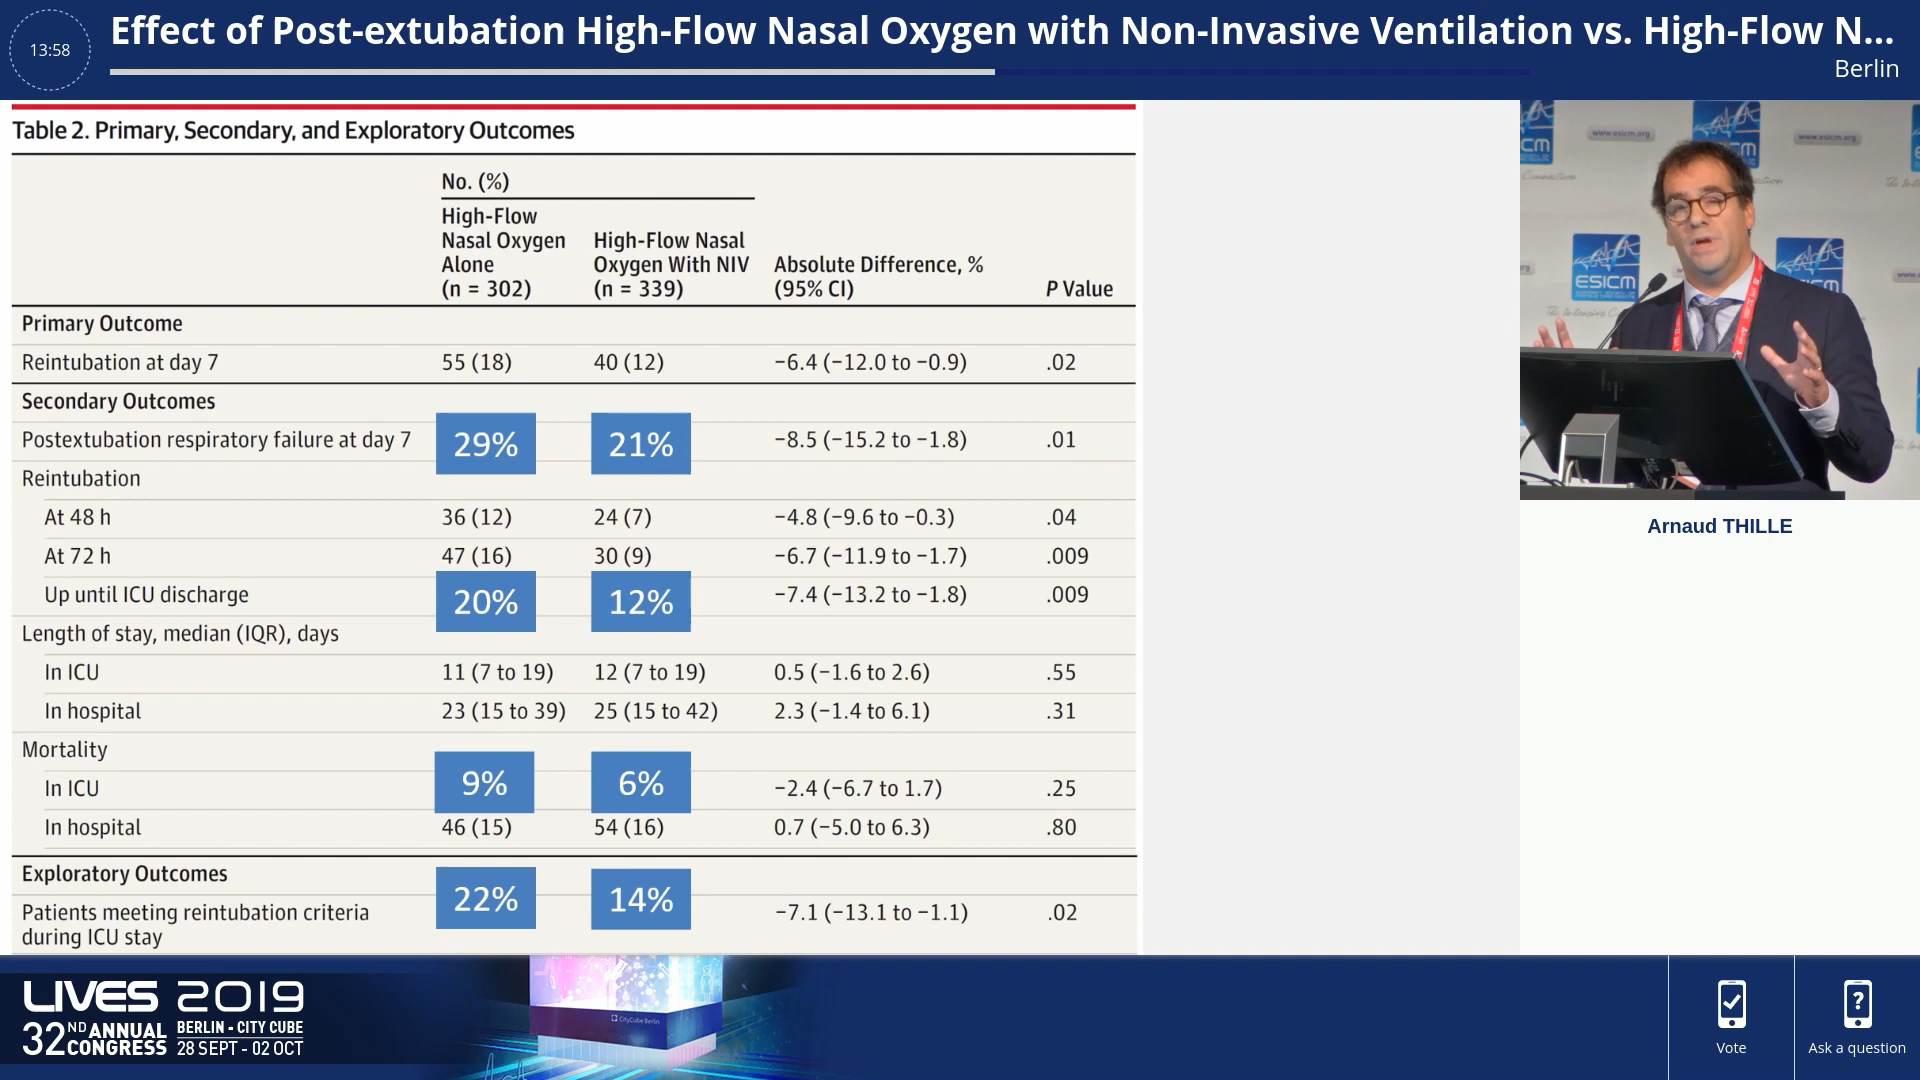 13:58
Effect of Post-extubation High-Flow Nasal Oxygen with Non-Invasive Ventilation vs. High-Flow N...
Berlin
Table 2. Primary, Secondary, and Exploratory Outcomes
No. (%)
High-Flow Nasal Oxygen Alone (n = 302) High-Flow Nasal Oxygen With NIV (n = 339) Absolute Difference, % (95% CI) P Value
Primary Outcome
Reintubation at day 7 55 (18) 40 (12) −6.4 (−12.0 to −0.9) .02
Secondary Outcomes
Postextubation respiratory failure at day 7 29% 21% −8.5 (−15.2 to −1.8) .01
Reintubation
At 48 h 36 (12) 24 (7) −4.8 (−9.6 to −0.3) .04
At 72 h 47 (16) 30 (9) −6.7 (−11.9 to −1.7) .009
Up until ICU discharge 20% 12% −7.4 (−13.2 to −1.8) .009
Length of stay, median (IQR), days
In ICU 11 (7 to 19) 12 (7 to 19) 0.5 (−1.6 to 2.6) .55
In hospital 23 (15 to 39) 25 (15 to 42) 2.3 (−1.4 to 6.1) .31
Mortality
In ICU 9% 6% −2.4 (−6.7 to 1.7) .25
In hospital 46 (15) 54 (16) 0.7 (−5.0 to 6.3) .80
Exploratory Outcomes
Patients meeting reintubation criteria during ICU stay 22% 14% −7.1 (−13.1 to −1.1) .02
www.esicm.org
ESICM
Arnaud THILLE
LIVES 2019
32ND ANNUAL CONGRESS
BERLIN - CITY CUBE
28 SEPT - 02 OCT
CityCube Berlin
Vote
Ask a question